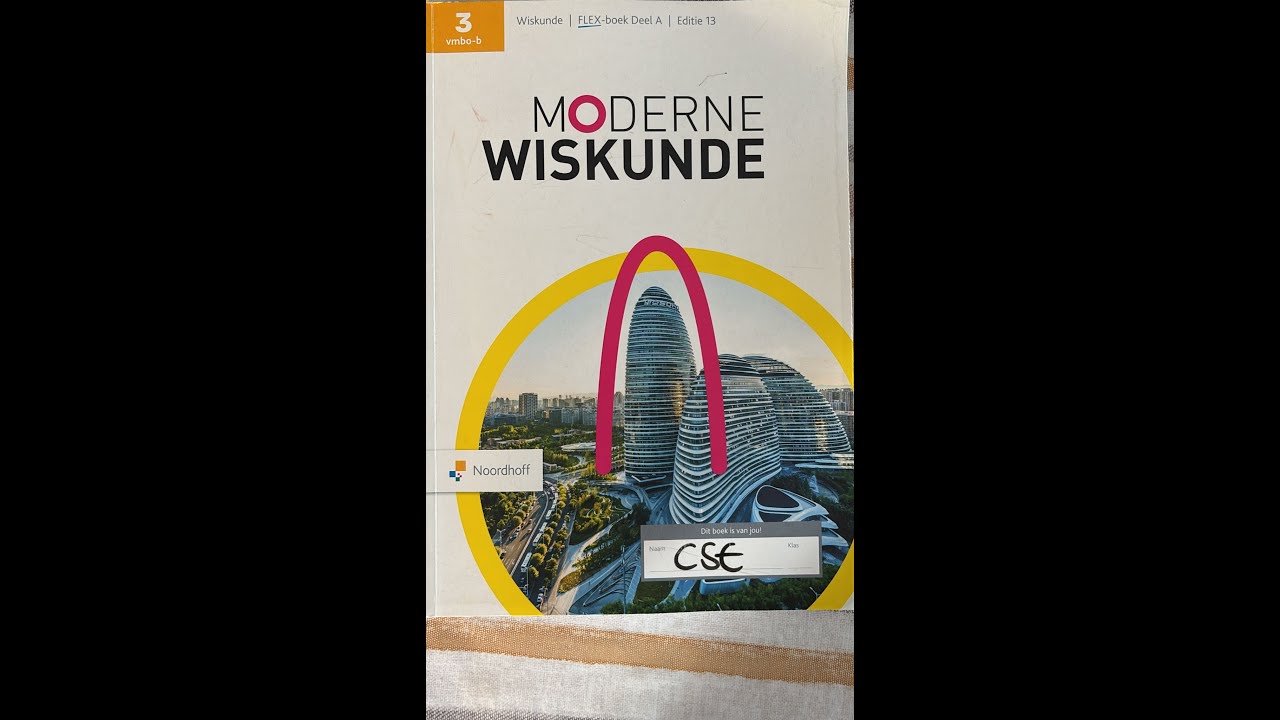 3
vmbo-b
Wiskunde | FLEX-boek Deel A | Editie 13
MODERNE
WISKUNDE
Noordhoff
Dit boek is van jou!
Naam CSE Klas